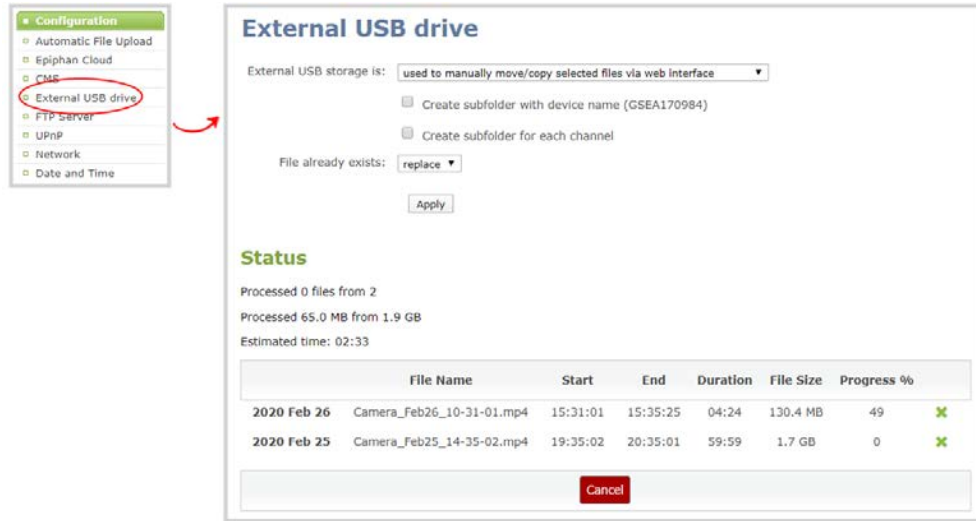 Configuration
Automatic File Upload
Epiphan Cloud
CMS
External USB drive
FTP Server
UPnP
Network
Date and Time
External USB drive
External USB storage is: used to manually move/copy selected files via web interface
Create subfolder with device name (GSEA170984)
Create subfolder for each channel
File already exists: replace
Apply
Status
Processed 0 files from 2
Processed 65.0 MB from 1.9 GB
Estimated time: 02:33
File Name Start End Duration File Size Progress %
2020 Feb 26 Camera_Feb26_10-31-01.mp4 15:31:01 15:35:25 04:24 130.4 MB 49
2020 Feb 25 Camera_Feb25_14-35-02.mp4 19:35:02 20:35:01 59:59 1.7 GB 0
Cancel